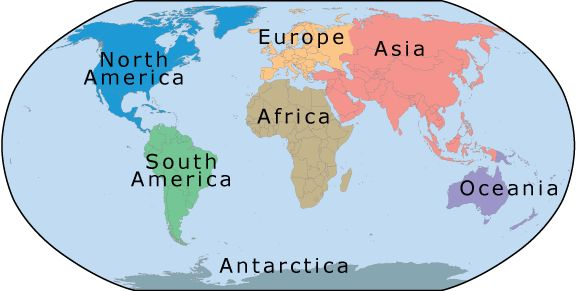 North
America
Europe
Asia
Africa
South
America
Oceania
Antarctica